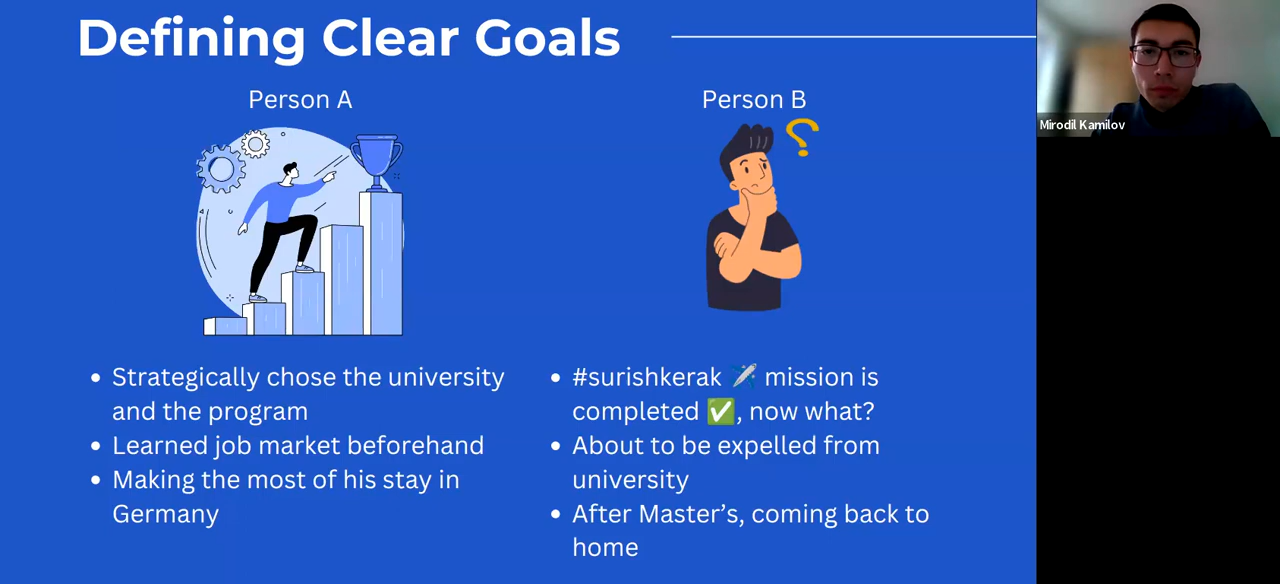 Defining Clear Goals
Person A
Strategically chose the university
and the program
Learned job market beforehand
Making the most of his stay in
Germany
Person B
#surishkerak ✈️ mission is
completed ✅, now what?
About to be expelled from
university
After Master’s, coming back to
home
Mirodil Kamilov